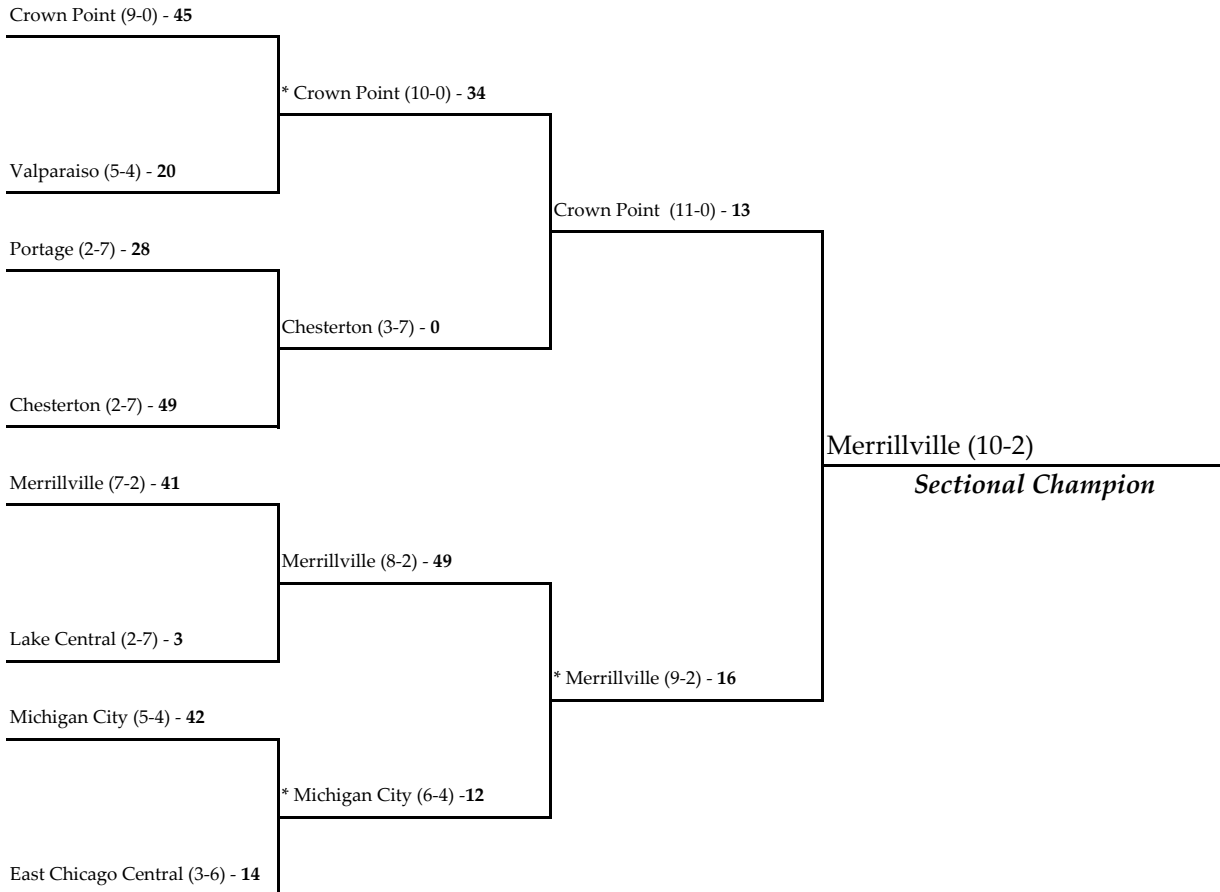 Crown Point (9-0) - 45
* Crown Point (10-0) - 34
Valparaiso (5-4) - 20
Crown Point  (11-0) - 13
Portage (2-7) - 28
Chesterton (3-7) - 0
Chesterton (2-7) - 49
Merrillville (10-2)
Sectional Champion
Merrillville (7-2) - 41
Merrillville (8-2) - 49
Lake Central (2-7) - 3
* Merrillville (9-2) - 16
Michigan City (5-4) - 42
* Michigan City (6-4) -12
East Chicago Central (3-6) - 14